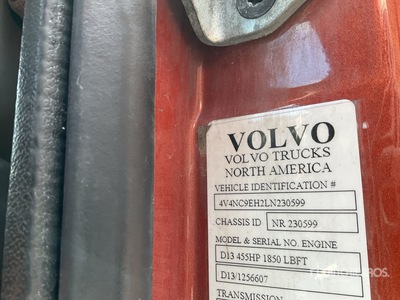 VOLVO
VOLVO TRUCKS
NORTH AMERICA
VEHICLE IDENTIFICATION #
4V4NC9EH2LN230599
CHASSIS ID NR 230599
MODEL & SERIAL NO. ENGINE
D13 455HP 1850 LBFT
D13/1256607
TRANSMISSION